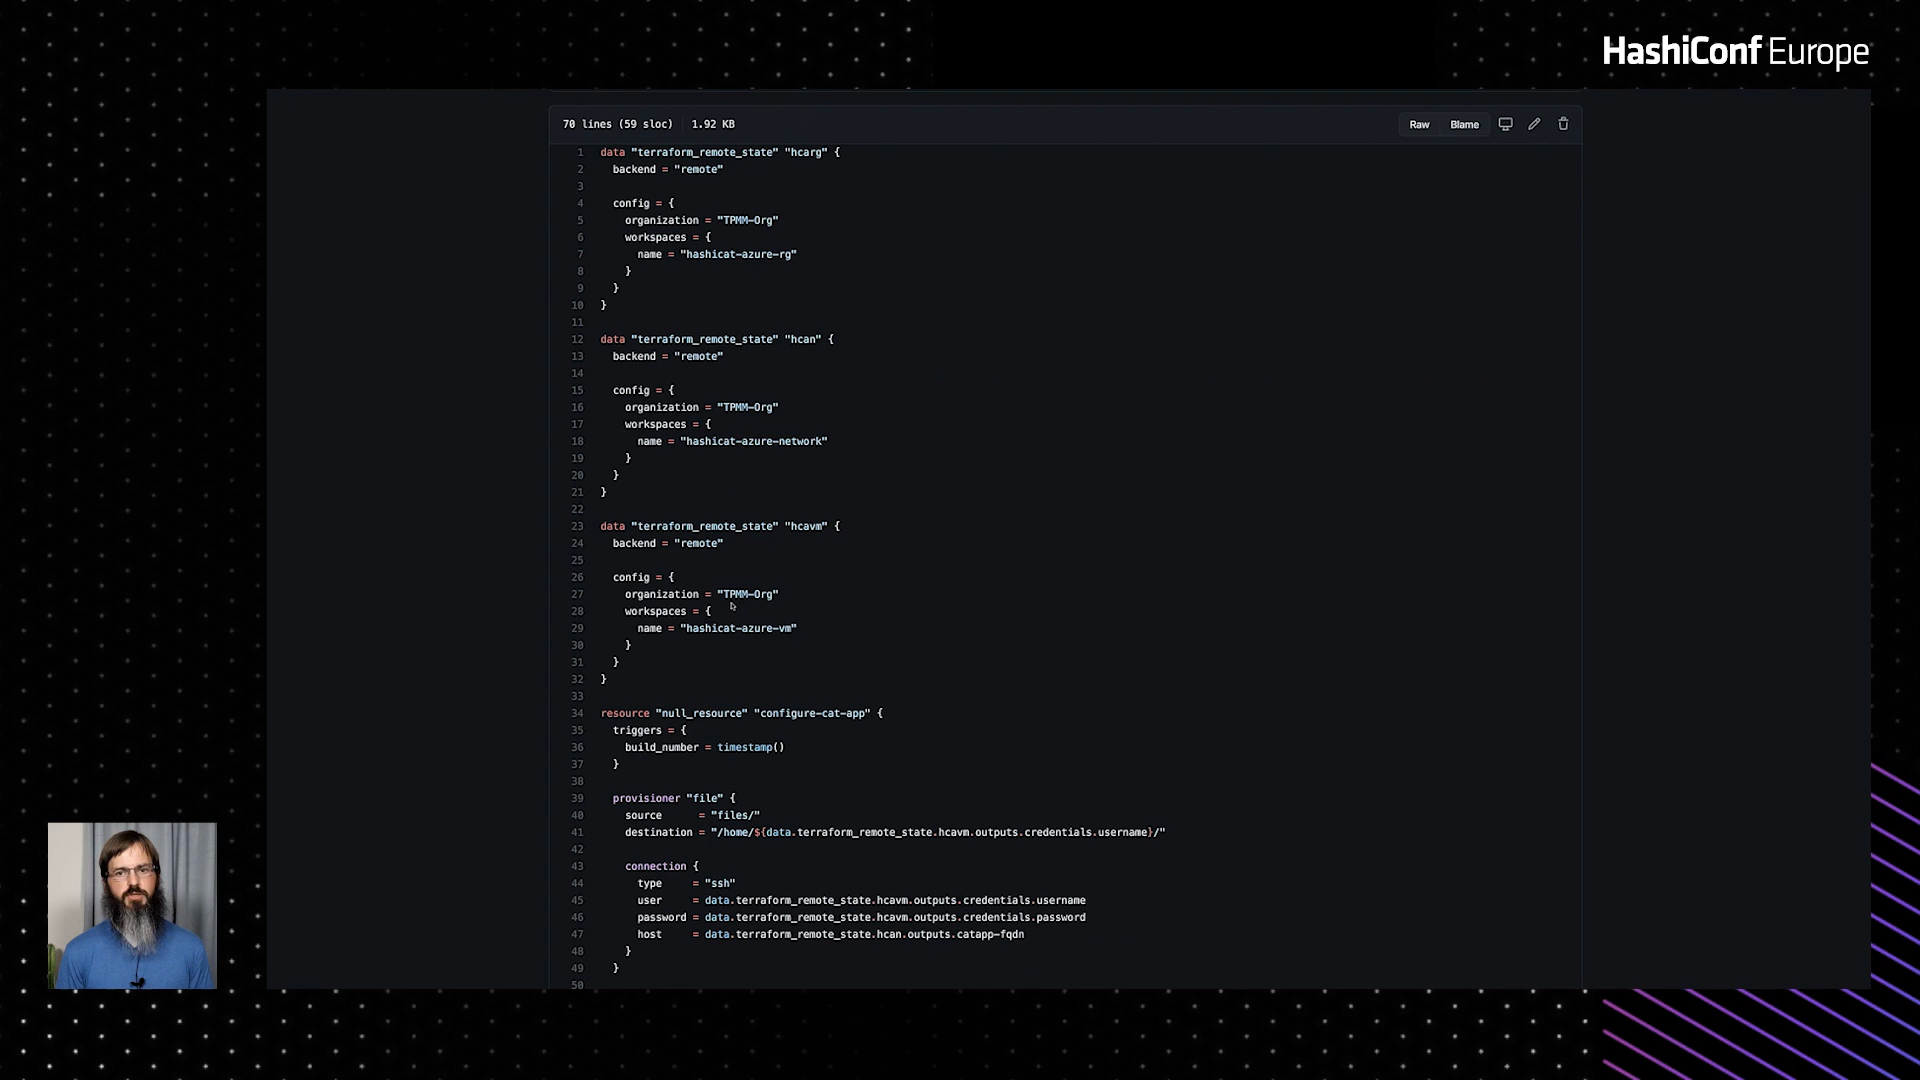 HashiConf Europe
70 lines (59 sloc) 1.92 KB Raw Blame
1 data "terraform_remote_state" "hcarg" {
2 backend = "remote"
3
4 config = {
5 organization = "TPMM-Org"
6 workspaces = {
7 name = "hashicat-azure-rg"
8 }
9 }
10 }
11
12 data "terraform_remote_state" "hcan" {
13 backend = "remote"
14
15 config = {
16 organization = "TPMM-Org"
17 workspaces = {
18 name = "hashicat-azure-network"
19 }
20 }
21 }
22
23 data "terraform_remote_state" "hcavm" {
24 backend = "remote"
25
26 config = {
27 organization = "TPMM-Org"
28 workspaces = {
29 name = "hashicat-azure-vm"
30 }
31 }
32 }
33
34 resource "null_resource" "configure-cat-app" {
35 triggers = {
36 build_number = timestamp()
37 }
38
39 provisioner "file" {
40 source = "files/"
41 destination = "/home/${data.terraform_remote_state.hcavm.outputs.credentials.username}/"
42
43 connection {
44 type = "ssh"
45 user = data.terraform_remote_state.hcavm.outputs.credentials.username
46 password = data.terraform_remote_state.hcavm.outputs.credentials.password
47 host = data.terraform_remote_state.hcan.outputs.catapp-fqdn
48 }
49 }
50